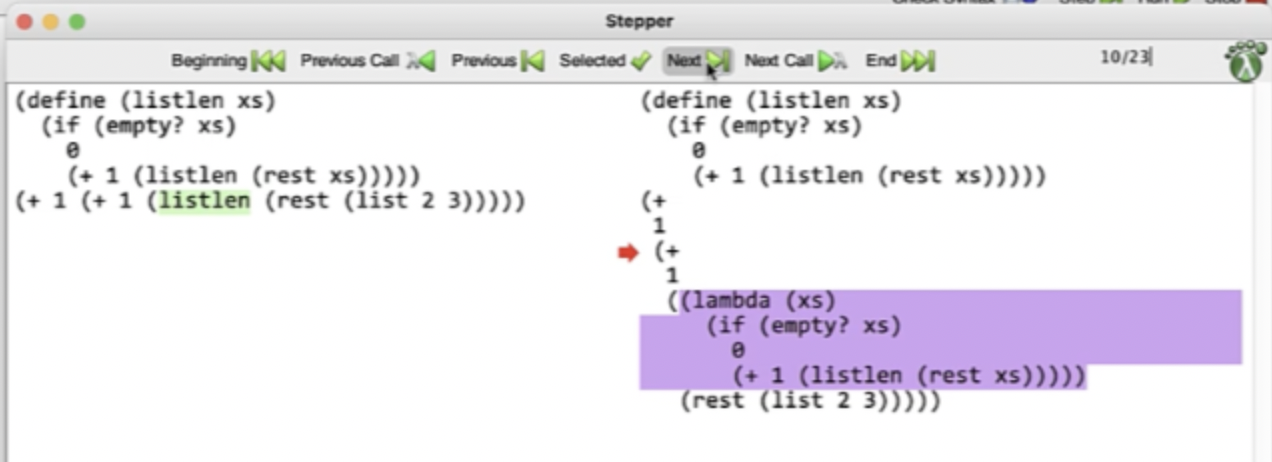 Stepper
Beginning Previous Call Previous Selected Next Next Call End 10/23
(define (listlen xs)
  (if (empty? xs)
    0
    (+ 1 (listlen (rest xs)))))
(+ 1 (+ 1 (listlen (rest (list 2 3)))))
(define (listlen xs)
  (if (empty? xs)
    0
    (+ 1 (listlen (rest xs)))))
(+
 1
 (+
  1
  ((lambda (xs)
     (if (empty? xs)
       0
       (+ 1 (listlen (rest xs)))))
   (rest (list 2 3)))))